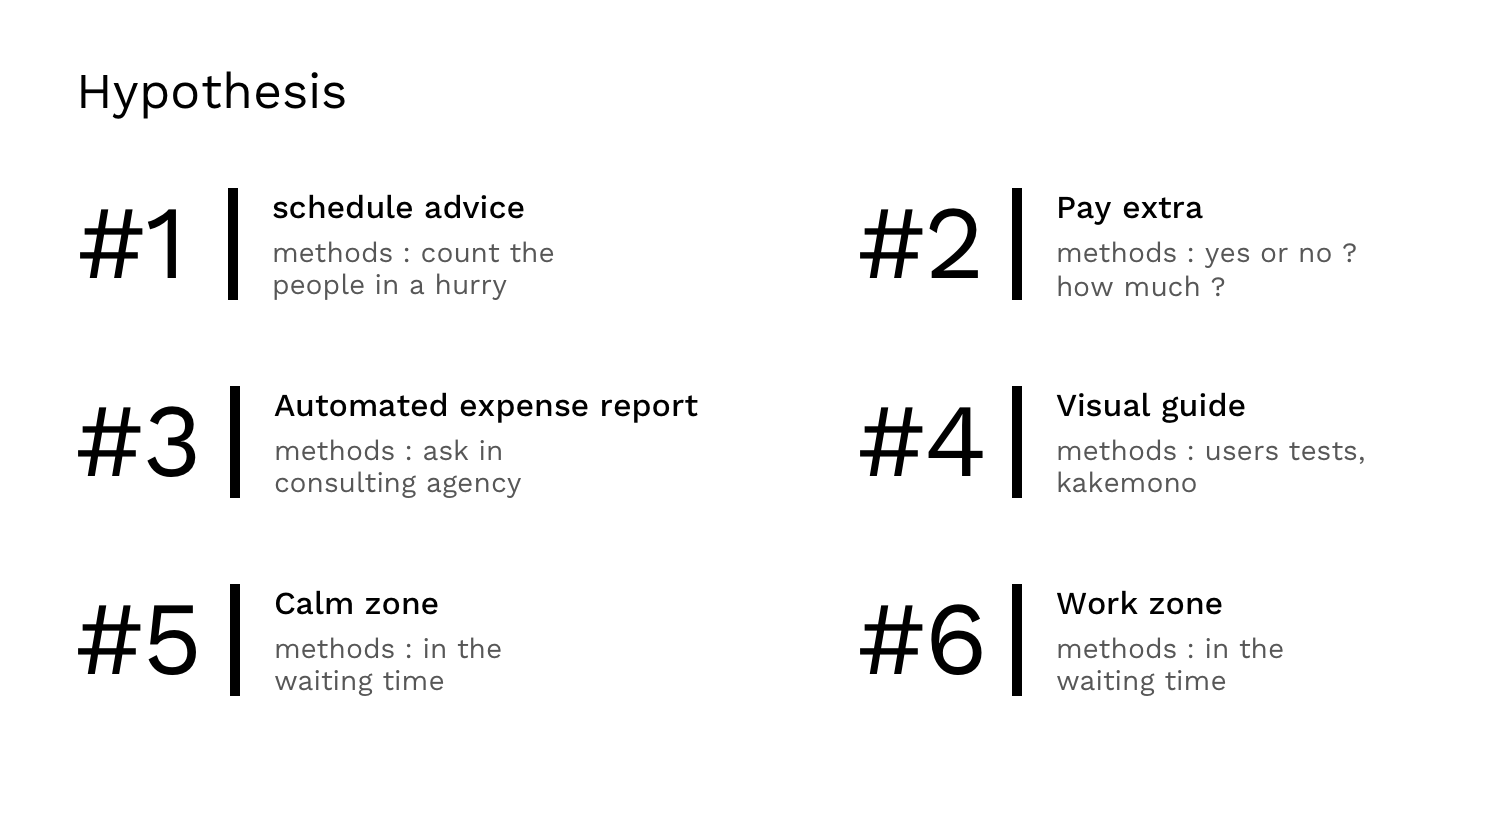 Hypothesis
#1
schedule advice
methods : count the
people in a hurry
#2
Pay extra
methods : yes or no ?
how much ?
#3
Automated expense report
methods : ask in
consulting agency
#4
Visual guide
methods : users tests,
kakemono
#5
Calm zone
methods : in the
waiting time
#6
Work zone
methods : in the
waiting time